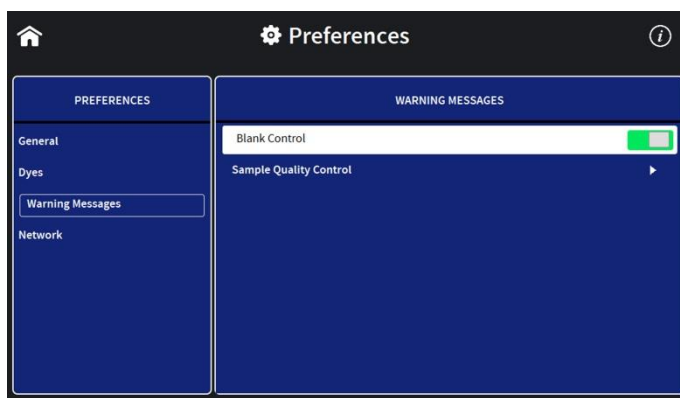 Preferences
i
PREFERENCES
General
Dyes
Warning Messages
Network
WARNING MESSAGES
Blank Control
Sample Quality Control